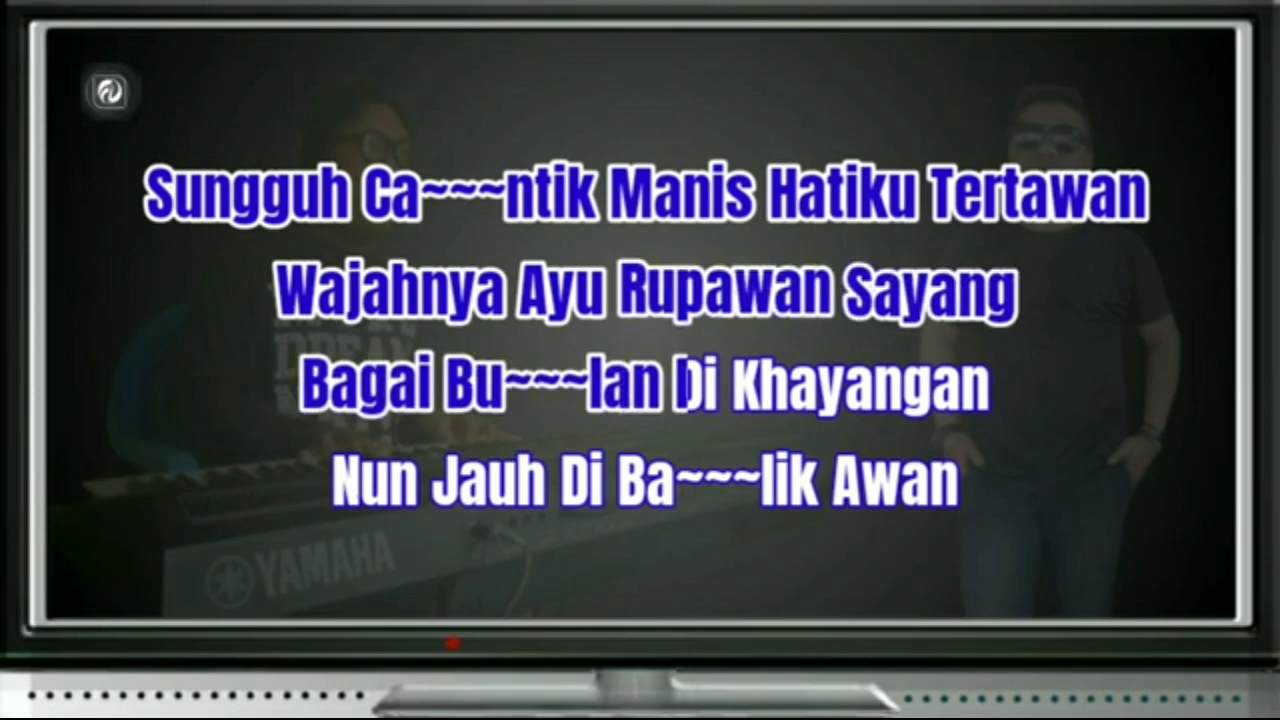 Sungguh Ca~~~ntik Manis Hatiku Tertawan
Wajahnya Ayu Rupawan Sayang
Bagai Bu~~~lan Di Khayangan
Nun Jauh Di Ba~~~lik Awan
YAMAHA